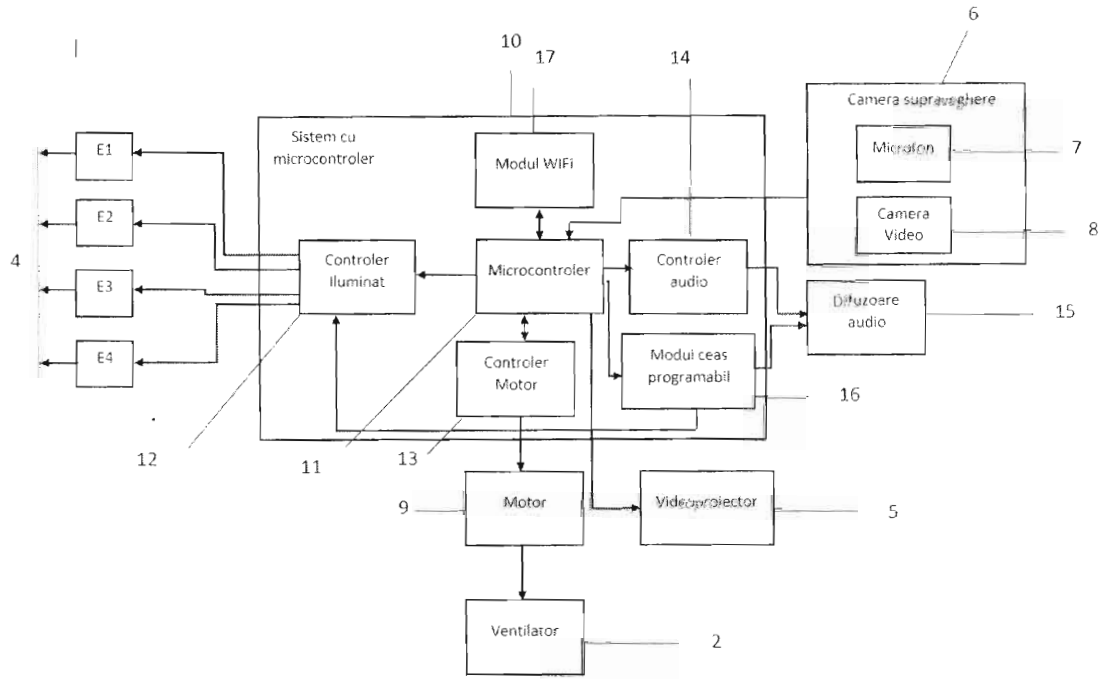 6
10
17
14
Camera supraveghere
Sistem cu
microcontroler
Microfon
7
E1
Modul WIFi
Camera
Video
8
E2
4
Controler
Iluminat
Microcontroler
Controler
audio
E3
Difuzoare
audio
15
E4
Controler
Motor
Modul ceas
programabil
16
12
11
13
9
Motor
Videoproiector
5
Ventilator
2